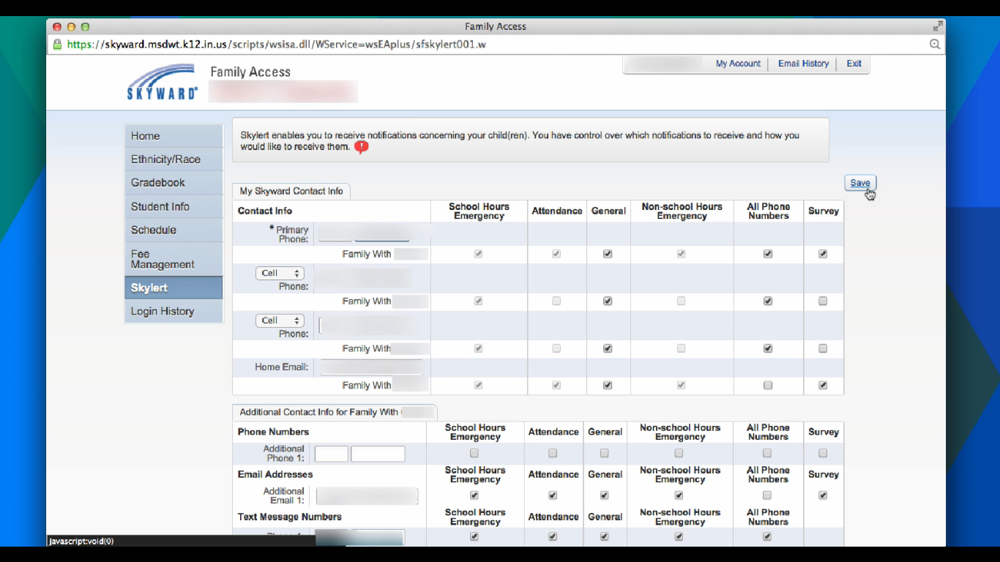 Family Access
https://skyward.msdwt.k12.in.us/scripts/wsisa.dll/WService=wsEAplus/sfskylert001.w
SKYWARD®
Family Access
My Account Email History Exit
Home
Ethnicity/Race
Gradebook
Student Info
Schedule
Fee
Management
Skylert
Login History
Skylert enables you to receive notifications concerning your child(ren). You have control over which notifications to receive and how you
would like to receive them. !
Save
My Skyward Contact Info
Contact Info School Hours Emergency Attendance General Non-school Hours Emergency All Phone Numbers Survey
* Primary
Phone:
Family With
Cell
Phone:
Family With
Cell
Phone:
Family With
Home Email:
Family With
Additional Contact Info for Family With
Phone Numbers School Hours Emergency Attendance General Non-school Hours Emergency All Phone Numbers Survey
Additional
Phone 1:
Email Addresses School Hours Emergency Attendance General Non-school Hours Emergency All Phone Numbers Survey
Additional
Email 1:
Text Message Numbers School Hours Emergency Attendance General Non-school Hours Emergency All Phone Numbers
javascript:void(0)